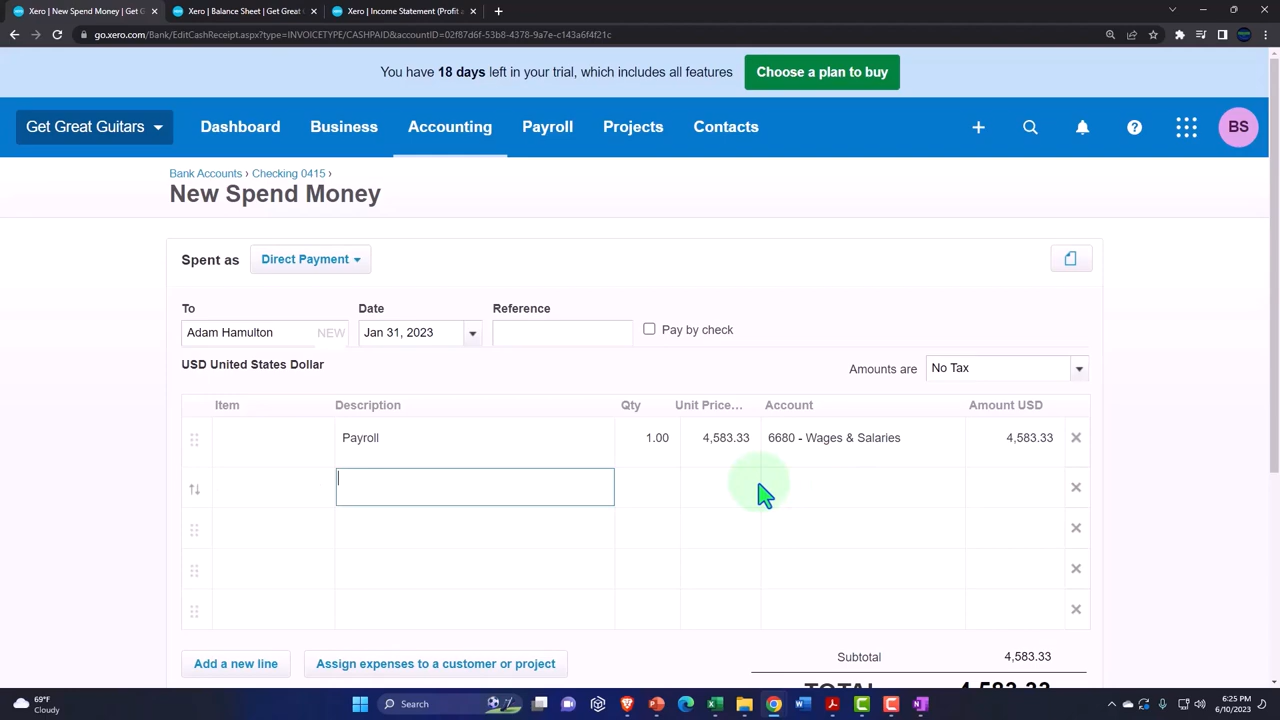 Xero | Money | New Spend Money | Get G
Xero | Balance Sheet | Get Great G
Xero | Income Statement (Profit a
go.xero.com/Bank/EditCashReceipt.aspx?type=INVOICETYPE/CASHPAID&accountID=02f87d6f-53b8-4378-9a7e-c143a6f4f21c
You have 18 days left in your trial, which includes all features
Choose a plan to buy
Get Great Guitars
Dashboard
Business
Accounting
Payroll
Projects
Contacts
BS
Bank Accounts › Checking 0415 ›
New Spend Money
Spent as
Direct Payment
To
Date
Reference
Adam Hamulton
NEW
Jan 31, 2023
Pay by check
USD United States Dollar
Amounts are
No Tax
Item
Description
Qty
Unit Price...
Account
Amount USD
Payroll
1.00
4,583.33
6680 - Wages & Salaries
4,583.33
Add a new line
Assign expenses to a customer or project
Subtotal
4,583.33
TOTAL
4,583.33
69°F
Cloudy
Search
6:25 PM
6/10/2023